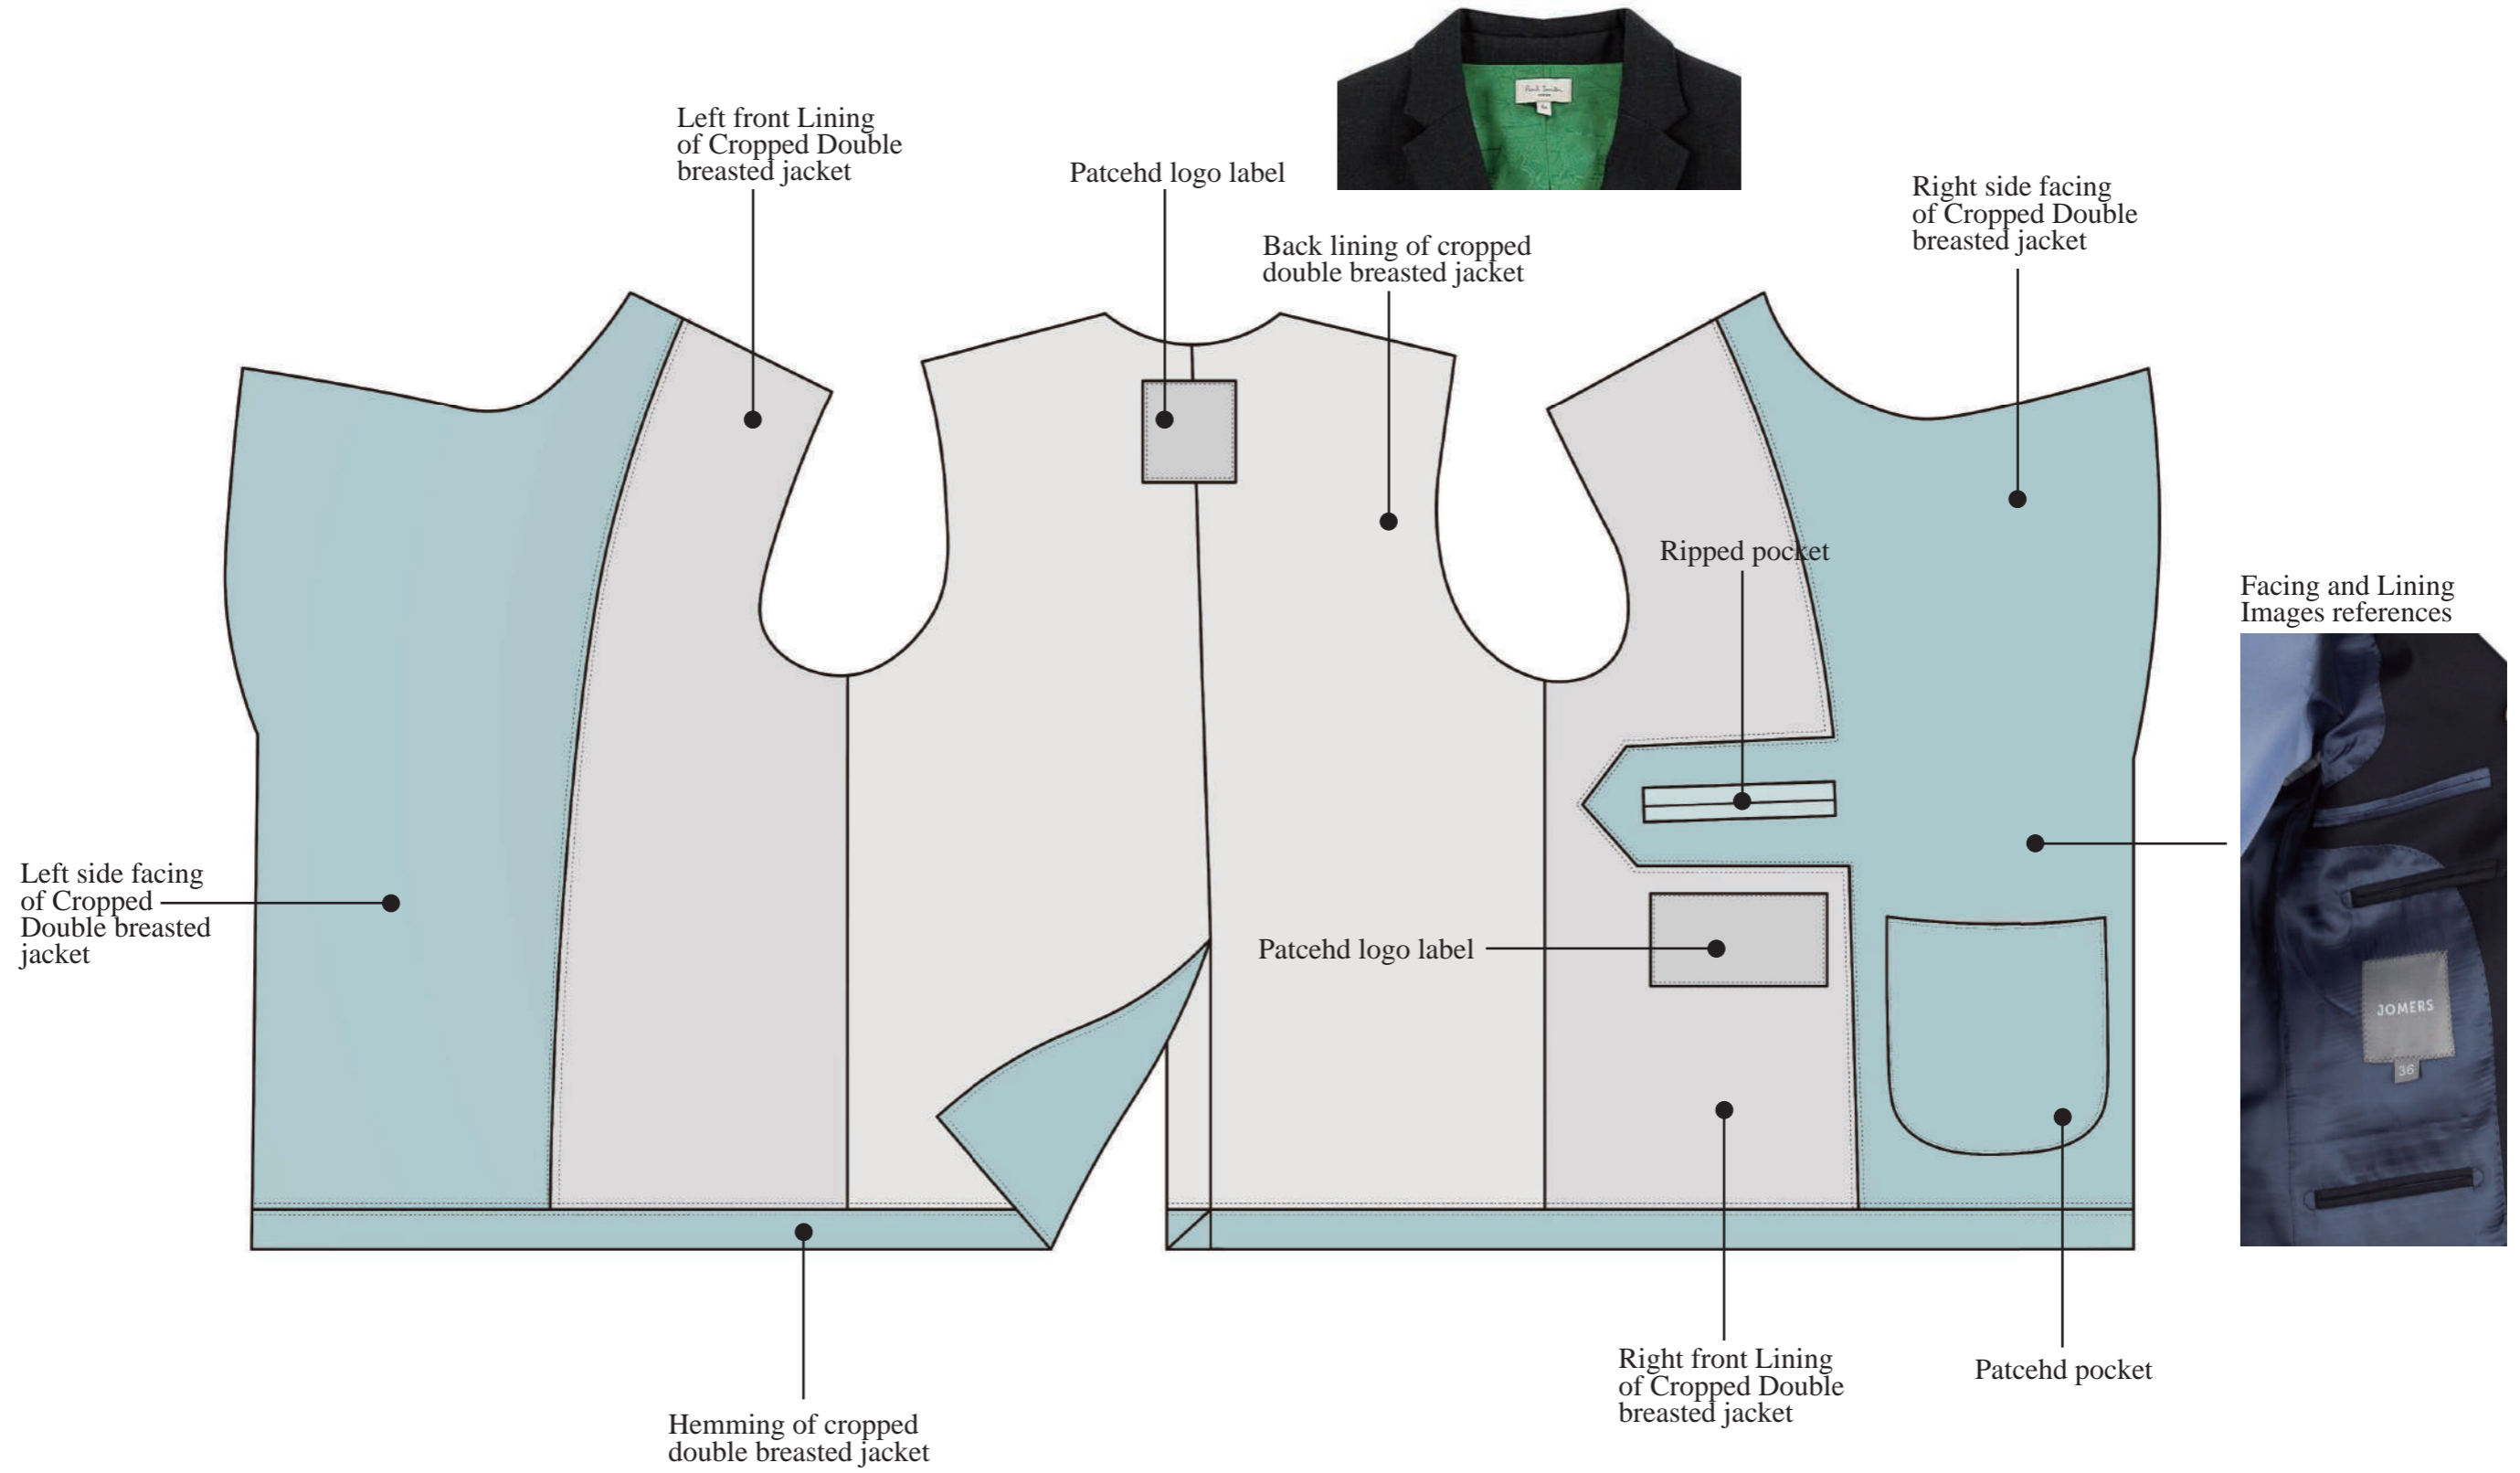 Left front Lining
of Cropped Double
breasted jacket
Patcehd logo label
Paul Smith
Back lining of cropped
double breasted jacket
Right side facing
of Cropped Double
breasted jacket
Ripped pocket
Facing and Lining
Images references
Left side facing
of Cropped
Double breasted
jacket
Patcehd logo label
JOMERS
36
Right front Lining
of Cropped Double
breasted jacket
Patcehd pocket
Hemming of cropped
double breasted jacket